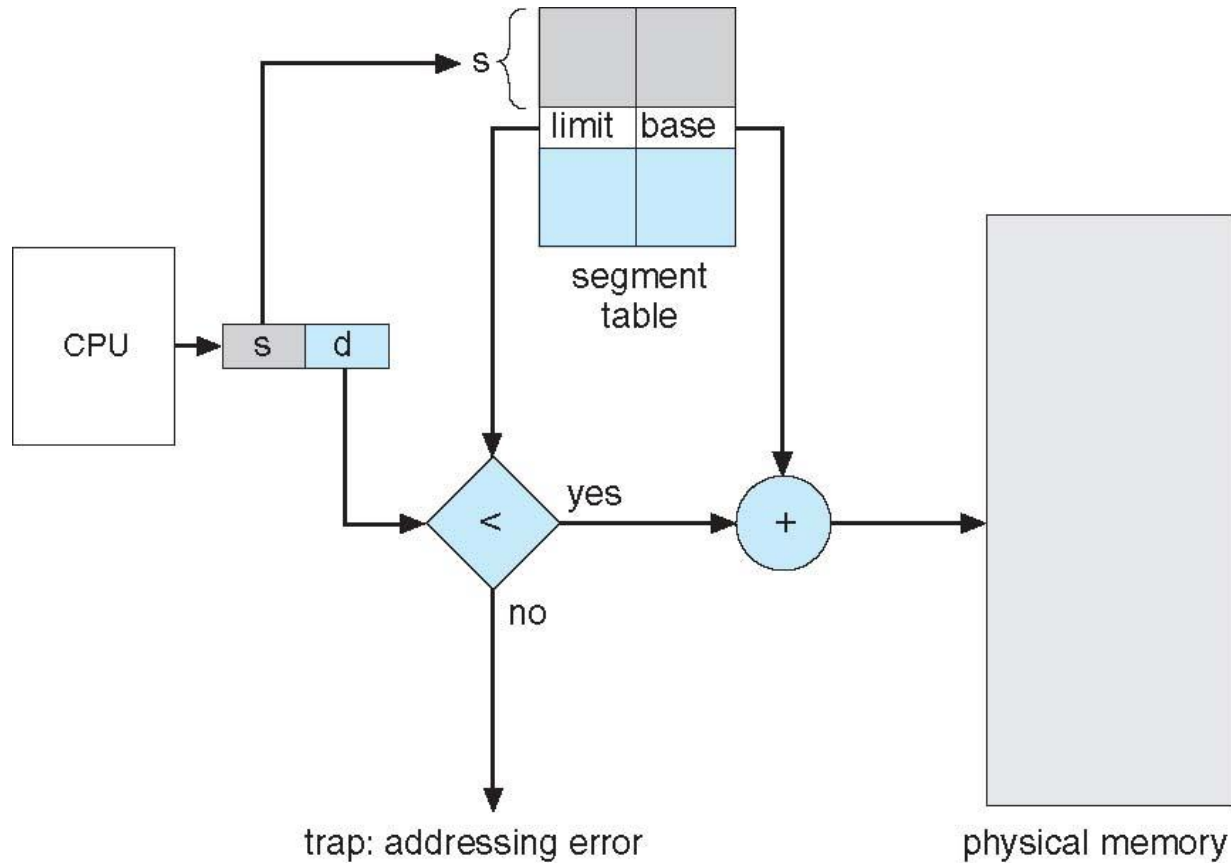 s
limit base
segment
table
CPU
s d
<
yes
+
no
trap: addressing error
physical memory